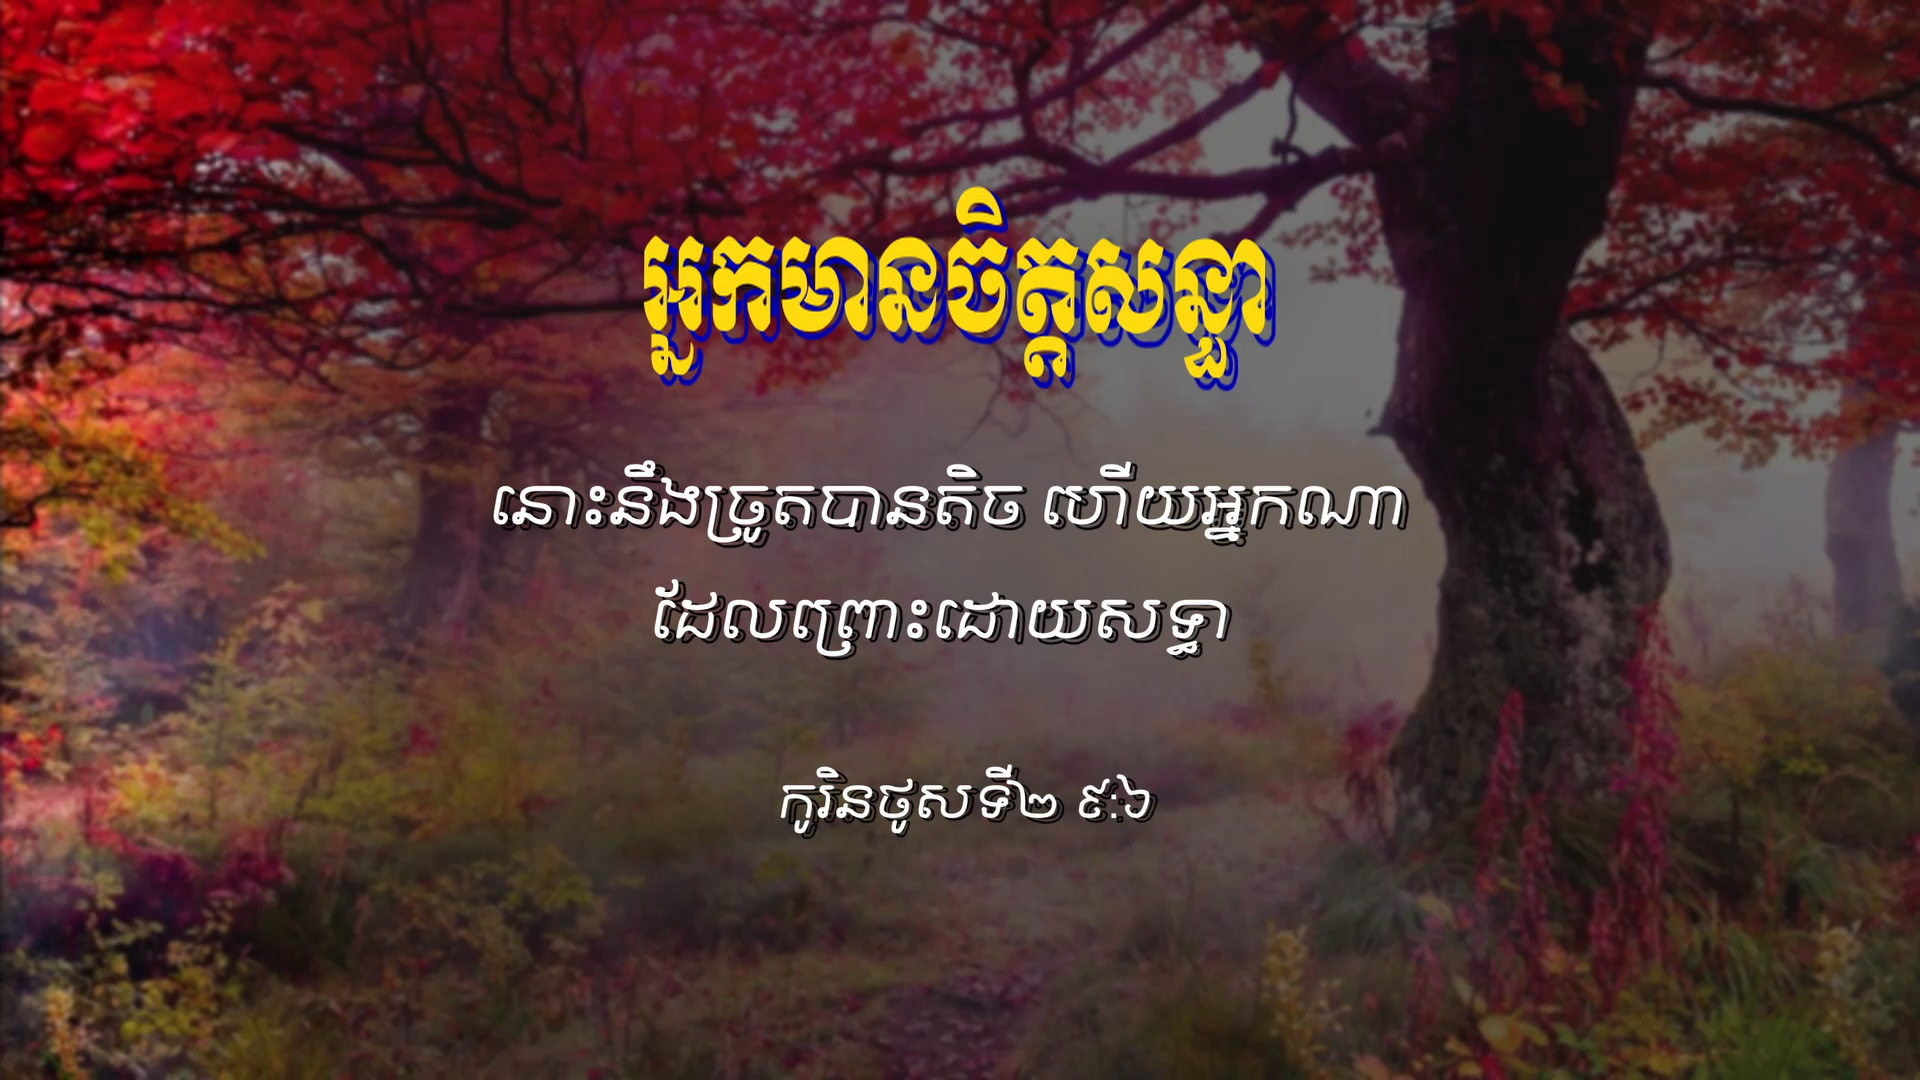 អ្នកមានចិត្តសទ្ធា
នោះនឹងច្រូតបានតិច ហើយអ្នកណា
ដែលព្រោះដោយសទ្ធា
កូរិនថូសទី២ ៩:៦